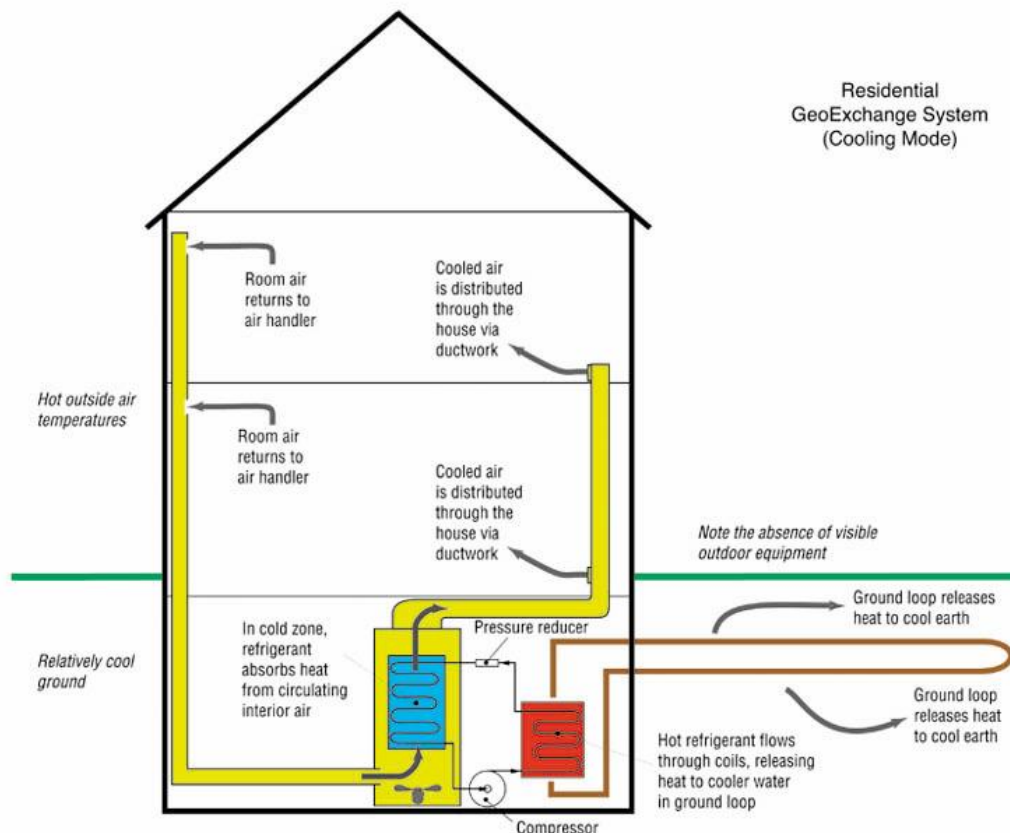 Residential
GeoExchange System
(Cooling Mode)
Room air
returns to
air handler
Cooled air
is distributed
through the
house via
ductwork
Hot outside air
temperatures
Room air
returns to
air handler
Cooled air
is distributed
through the
house via
ductwork
Note the absence of visible
outdoor equipment
Ground loop releases
heat to cool earth
In cold zone,
refrigerant
absorbs heat
from circulating
interior air
Pressure reducer
Relatively cool
ground
Ground loop
releases heat
to cool earth
Hot refrigerant flows
through coils, releasing
heat to cooler water
in ground loop
Compressor